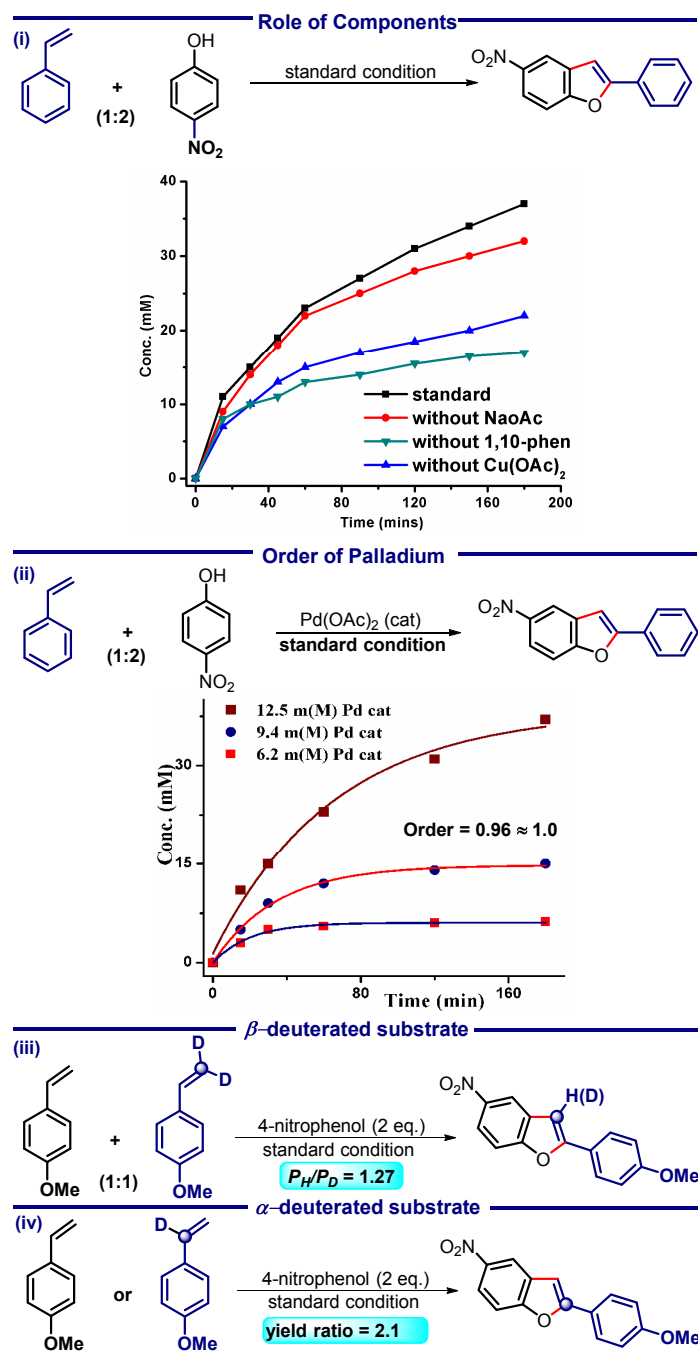 Role of Components
(i)
OH
+
(1:2)
NO2
standard condition
NO2
O
Conc. (mM)
30
20
10
0
standard
without NaoAc
without 1,10-phen
without Cu(OAc)2
0 40 80 120 160 200
Time (mins)
Order of Palladium
(ii)
OH
+
(1:2)
NO2
Pd(OAc)2 (cat)
standard condition
NO2
O
Conc. (mM)
30
15
0
12.5 m(M) Pd cat
9.4 m(M) Pd cat
6.2 m(M) Pd cat
Order = 0.96 ≈ 1.0
0 80 160
Time (min)
β–deuterated substrate
(iii)
D
D
OMe
+
(1:1)
OMe
4-nitrophenol (2 eq.)
standard condition
PH/PD = 1.27
NO2
H(D)
O
OMe
α–deuterated substrate
(iv)
D
OMe
or
OMe
4-nitrophenol (2 eq.)
standard condition
yield ratio = 2.1
NO2
O
OMe